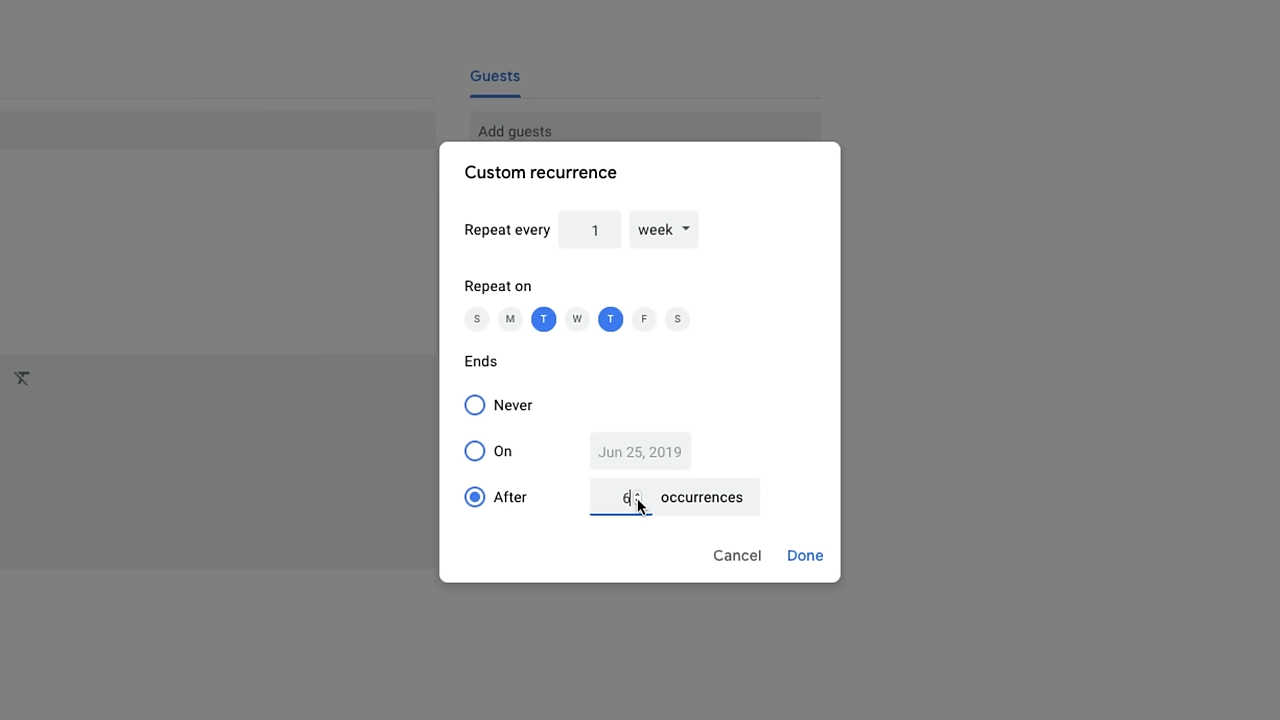 Guests
Add guests
Custom recurrence
Repeat every 1 week
Repeat on
S M T W T F S
Ends
Never
On Jun 25, 2019
After 6 occurrences
Cancel Done